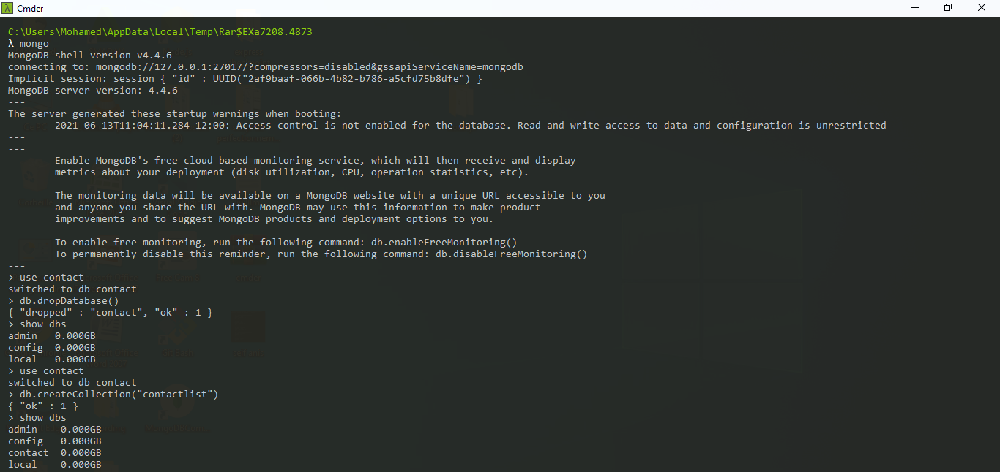 Cmder
C:\Users\Mohamed\AppData\Local\Temp\Rar$EXa7208.4873
λ mongo
MongoDB shell version v4.4.6
connecting to: mongodb://127.0.0.1:27017/?compressors=disabled&gssapiServiceName=mongodb
Implicit session: session { "id" : UUID("2af9baaf-066b-4b82-b786-a5cfd75b8dfe") }
MongoDB server version: 4.4.6
---
The server generated these startup warnings when booting:
2021-06-13T11:04:11.284-12:00: Access control is not enabled for the database. Read and write access to data and configuration is unrestricted
---
---
Enable MongoDB's free cloud-based monitoring service, which will then receive and display
metrics about your deployment (disk utilization, CPU, operation statistics, etc).
The monitoring data will be available on a MongoDB website with a unique URL accessible to you
and anyone you share the URL with. MongoDB may use this information to make product
improvements and to suggest MongoDB products and deployment options to you.
To enable free monitoring, run the following command: db.enableFreeMonitoring()
To permanently disable this reminder, run the following command: db.disableFreeMonitoring()
---
> use contact
switched to db contact
> db.dropDatabase()
{ "dropped" : "contact", "ok" : 1 }
> show dbs
admin   0.000GB
config  0.000GB
local   0.000GB
> use contact
switched to db contact
> db.createCollection("contactlist")
{ "ok" : 1 }
> show dbs
admin    0.000GB
config   0.000GB
contact  0.000GB
local    0.000GB